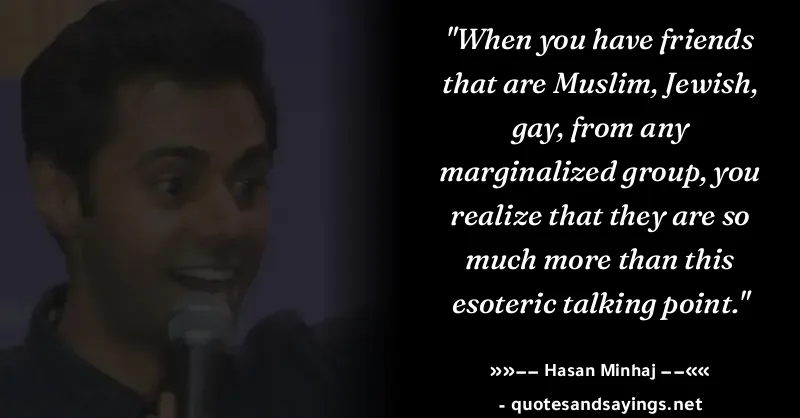 "When you have friends
that are Muslim, Jewish,
gay, from any
marginalized group, you
realize that they are so
much more than this
esoteric talking point."
»»−− Hasan Minhaj −−««
- quotesandsayings.net